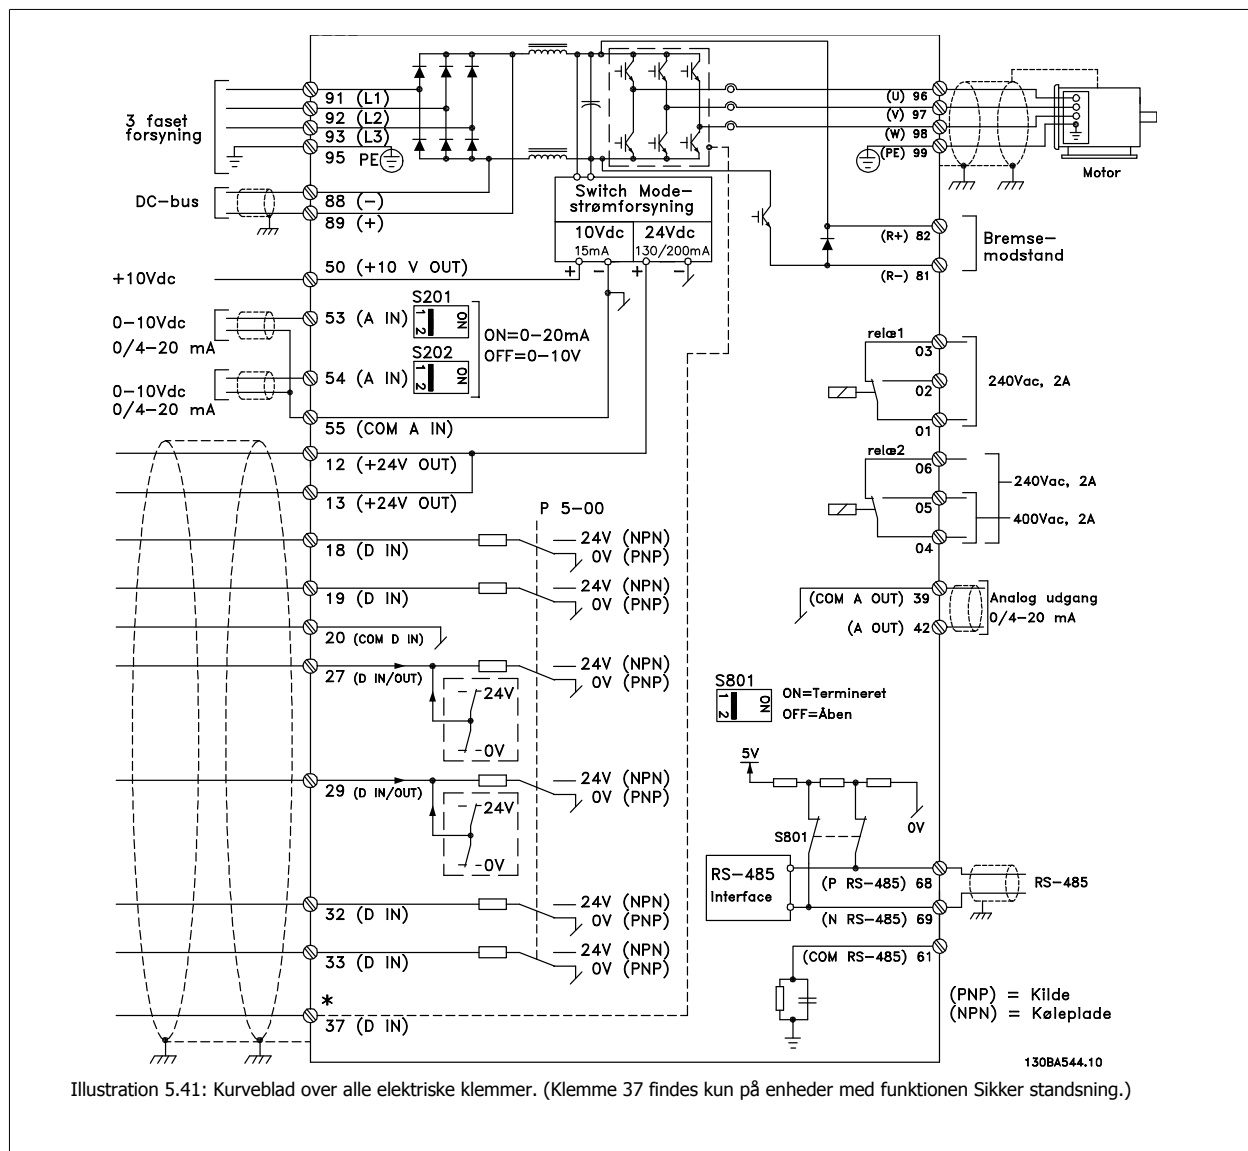 3 faset
forsyning
91 (L1)
92 (L2)
93 (L3)
95 PE
DC-bus
88 (-)
89 (+)
+10Vdc
50 (+10 V OUT)
0-10Vdc
0/4-20 mA
53 (A IN)
S201
1 2
ON
S202
1 2
ON
ON=0-20mA
OFF=0-10V
0-10Vdc
0/4-20 mA
54 (A IN)
55 (COM A IN)
12 (+24V OUT)
13 (+24V OUT)
Switch Mode-
strømforsyning
10Vdc
15mA
24Vdc
130/200mA
+ - + -
P 5-00
18 (D IN)
24V (NPN)
0V (PNP)
19 (D IN)
24V (NPN)
0V (PNP)
20 (COM D IN)
27 (D IN/OUT)
24V (NPN)
0V (PNP)
24V
0V
29 (D IN/OUT)
24V (NPN)
0V (PNP)
24V
0V
32 (D IN)
24V (NPN)
0V (PNP)
33 (D IN)
24V (NPN)
0V (PNP)
*
37 (D IN)
(U) 96
(V) 97
(W) 98
(PE) 99
Motor
(R+) 82
Bremse-
modstand
(R-) 81
relæ1
03
02
01
240Vac, 2A
relæ2
06
05
04
240Vac, 2A
400Vac, 2A
(COM A OUT) 39
(A OUT) 42
Analog udgang
0/4-20 mA
S801
1 2
ON
ON=Termineret
OFF=Åben
5V
0V
S801
RS-485
Interface
(P RS-485) 68
RS-485
(N RS-485) 69
(COM RS-485) 61
(PNP) = Kilde
(NPN) = Køleplade
130BA544.10
Illustration 5.41: Kurveblad over alle elektriske klemmer. (Klemme 37 findes kun på enheder med funktionen Sikker standsning.)